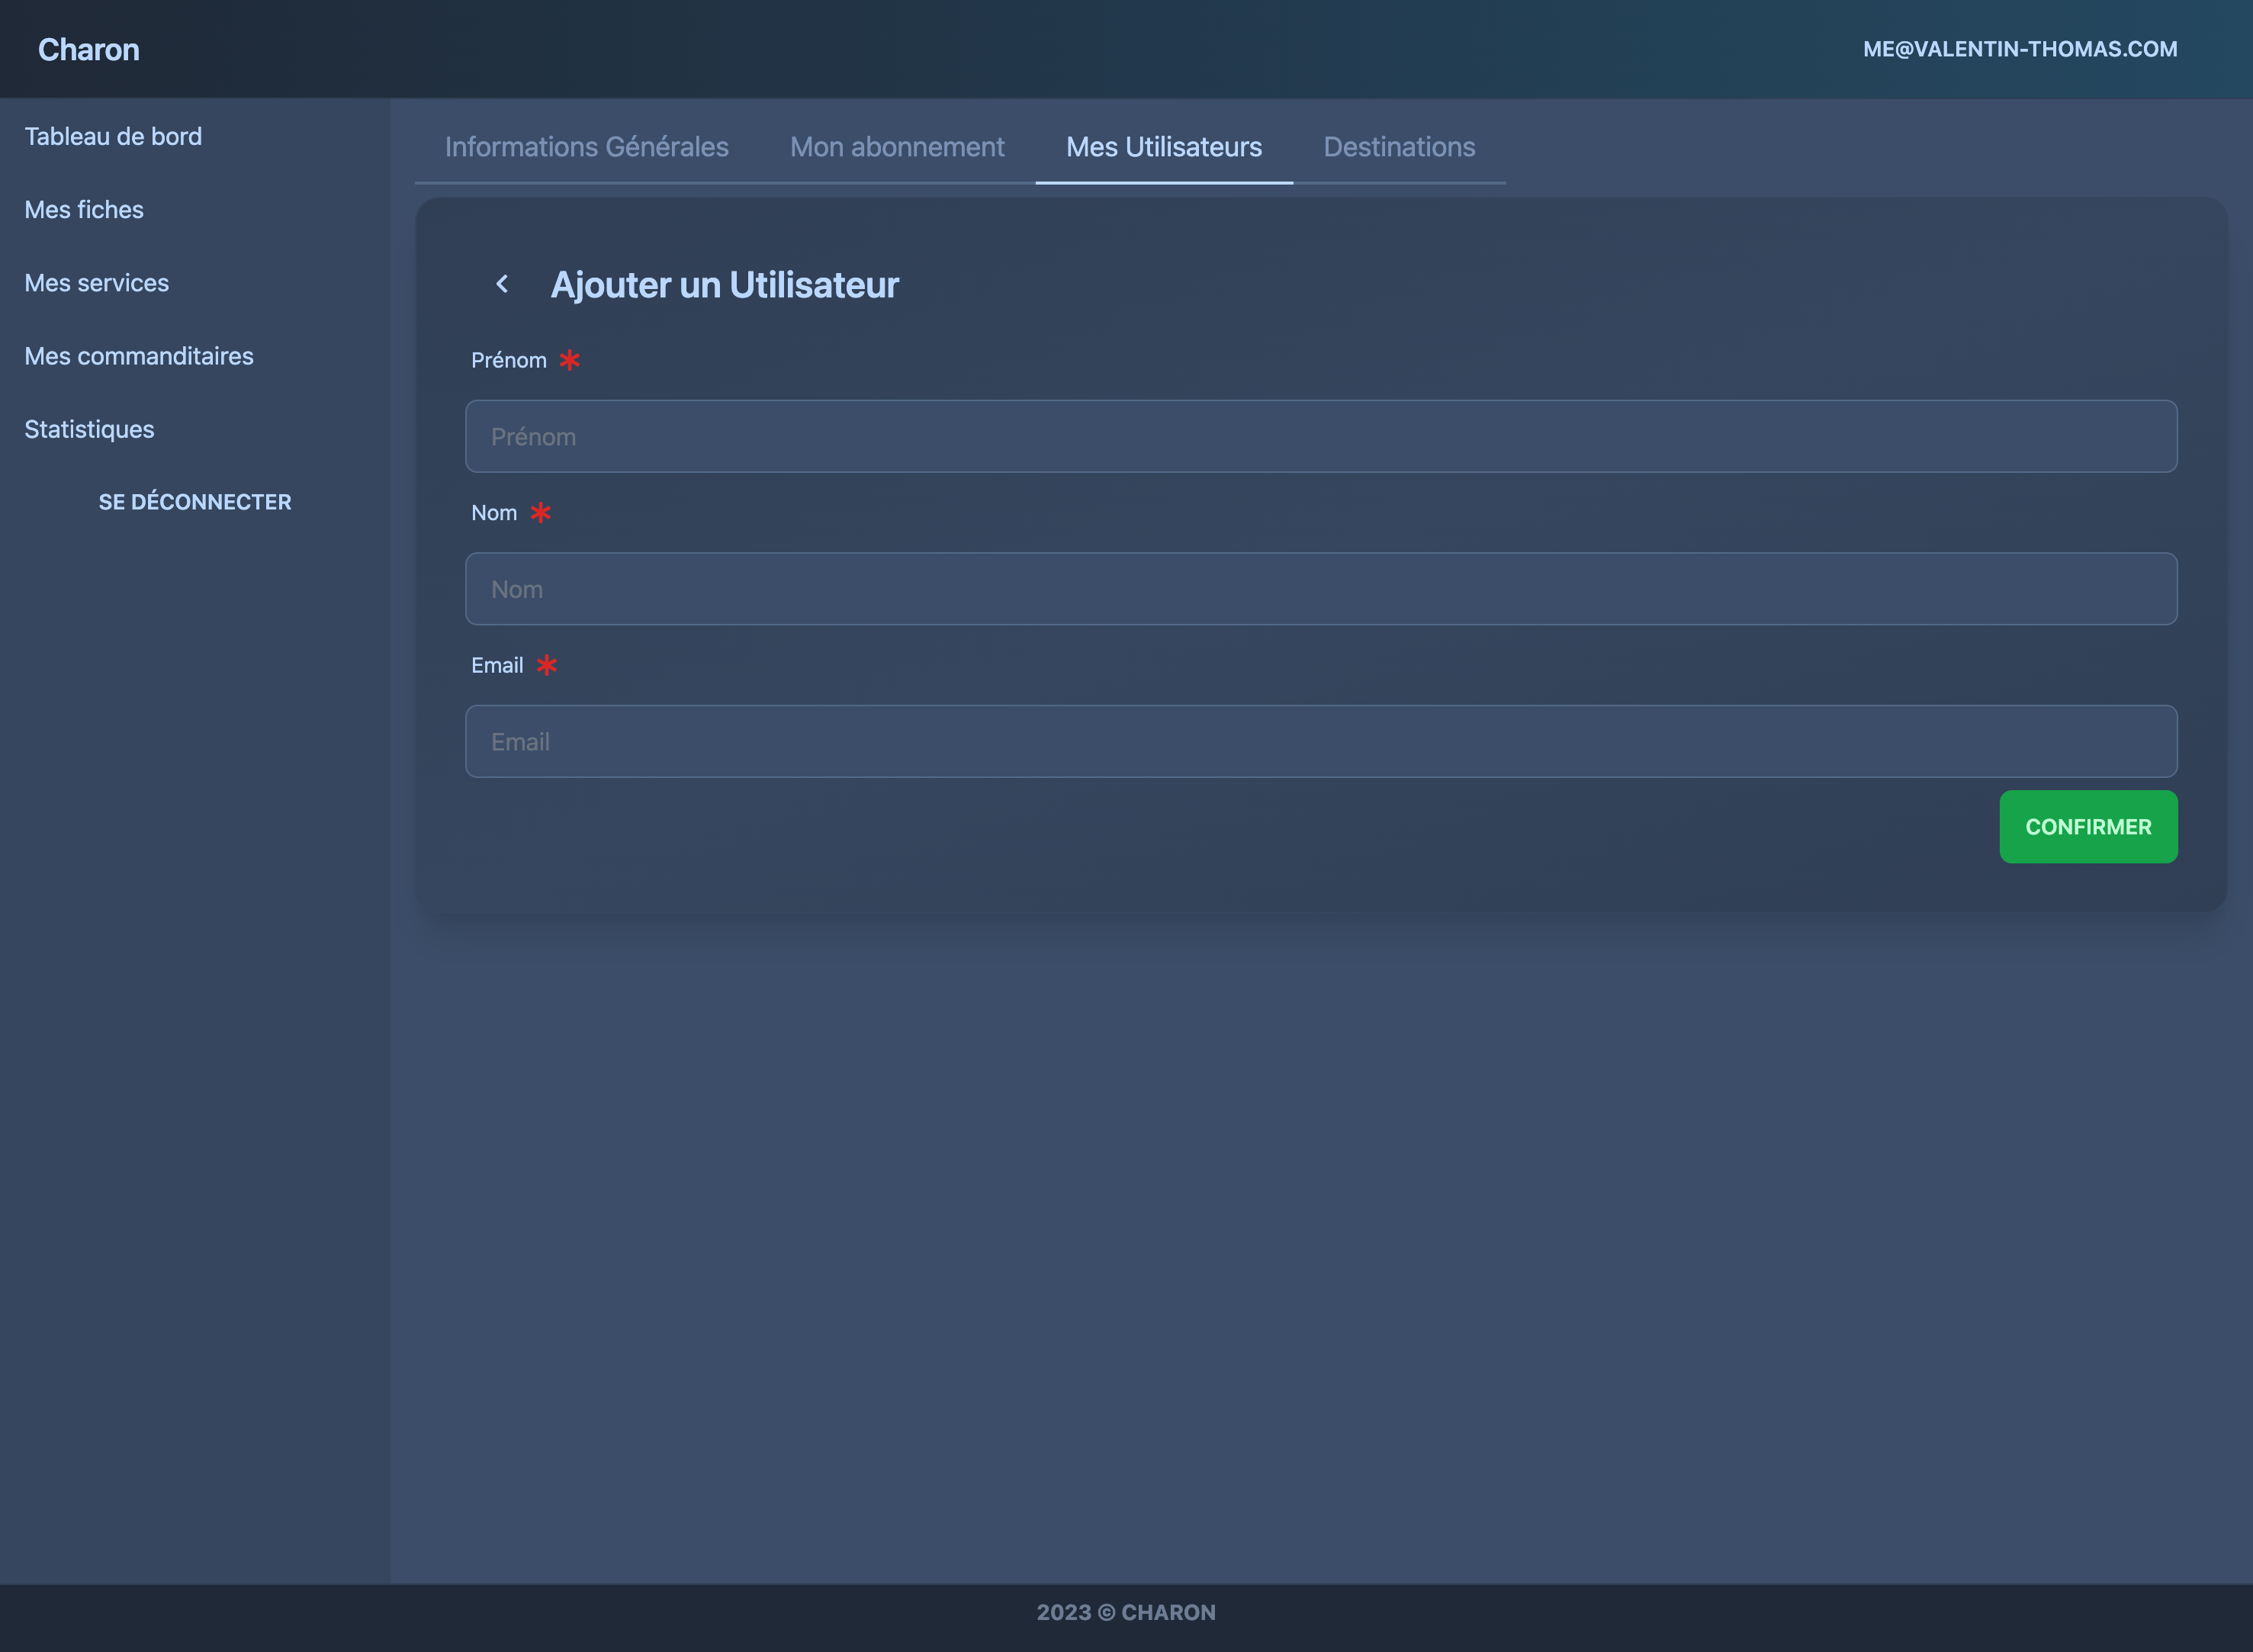 Charon
ME@VALENTIN-THOMAS.COM
Tableau de bord
Mes fiches
Mes services
Mes commanditaires
Statistiques
SE DÉCONNECTER
Informations Générales
Mon abonnement
Mes Utilisateurs
Destinations
Ajouter un Utilisateur
Prénom *
Prénom
Nom *
Nom
Email *
Email
CONFIRMER
2023 © CHARON